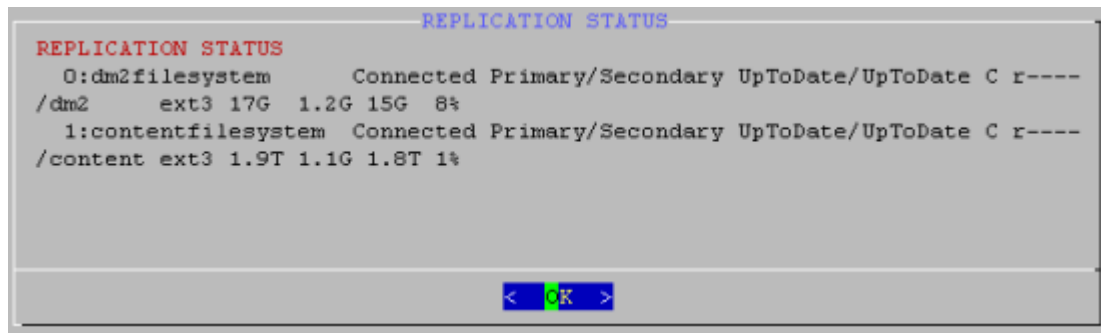 REPLICATION STATUS
REPLICATION STATUS
0:dm2filesystem Connected Primary/Secondary UpToDate/UpToDate C r----
/dm2 ext3 17G 1.2G 15G 8%
1:contentfilesystem Connected Primary/Secondary UpToDate/UpToDate C r----
/content ext3 1.9T 1.1G 1.8T 1%
< OK >